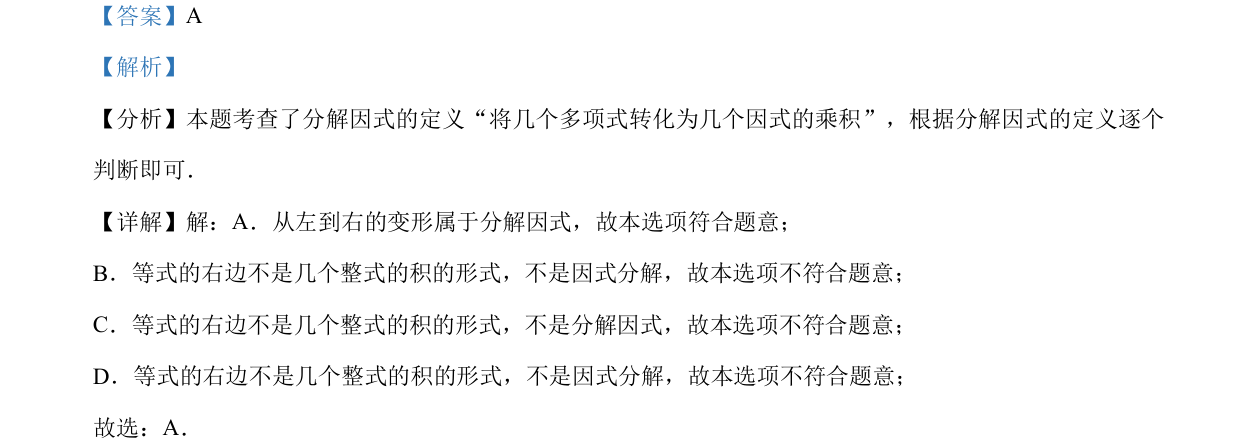 【答案】A
【解析】
【分析】本题考查了分解因式的定义“将几个多项式转化为几个因式的乘积”，根据分解因式的定义逐个
判断即可．
【详解】解：A．从左到右的变形属于分解因式，故本选项符合题意；
B．等式的右边不是几个整式的积的形式，不是因式分解，故本选项不符合题意；
C．等式的右边不是几个整式的积的形式，不是分解因式，故本选项不符合题意；
D．等式的右边不是几个整式的积的形式，不是因式分解，故本选项不符合题意；
故选：A．